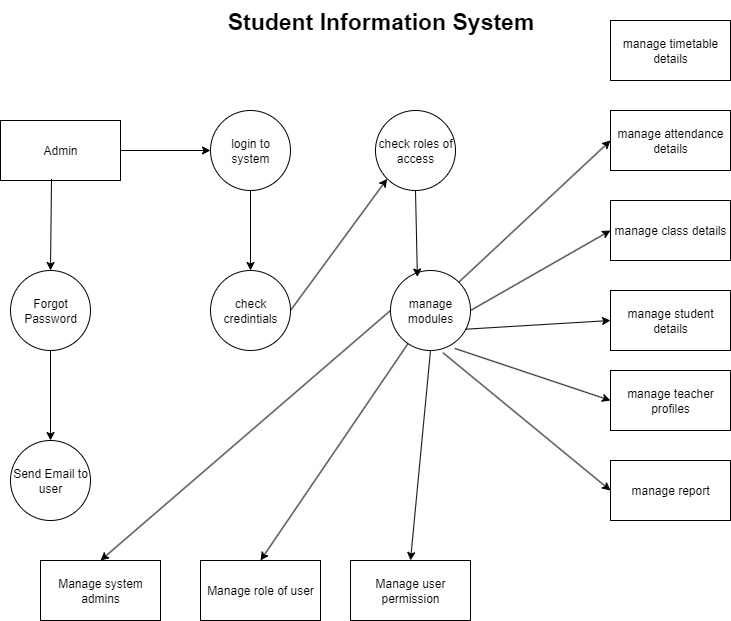 Student Information System
manage timetable
details
Admin
login to
system
check roles of
access
manage attendance
details
manage class details
Forgot
Password
check
credintials
manage
modules
manage student
details
manage teacher
profiles
Send Email to
user
manage report
Manage system
admins
Manage role of user
Manage user
permission